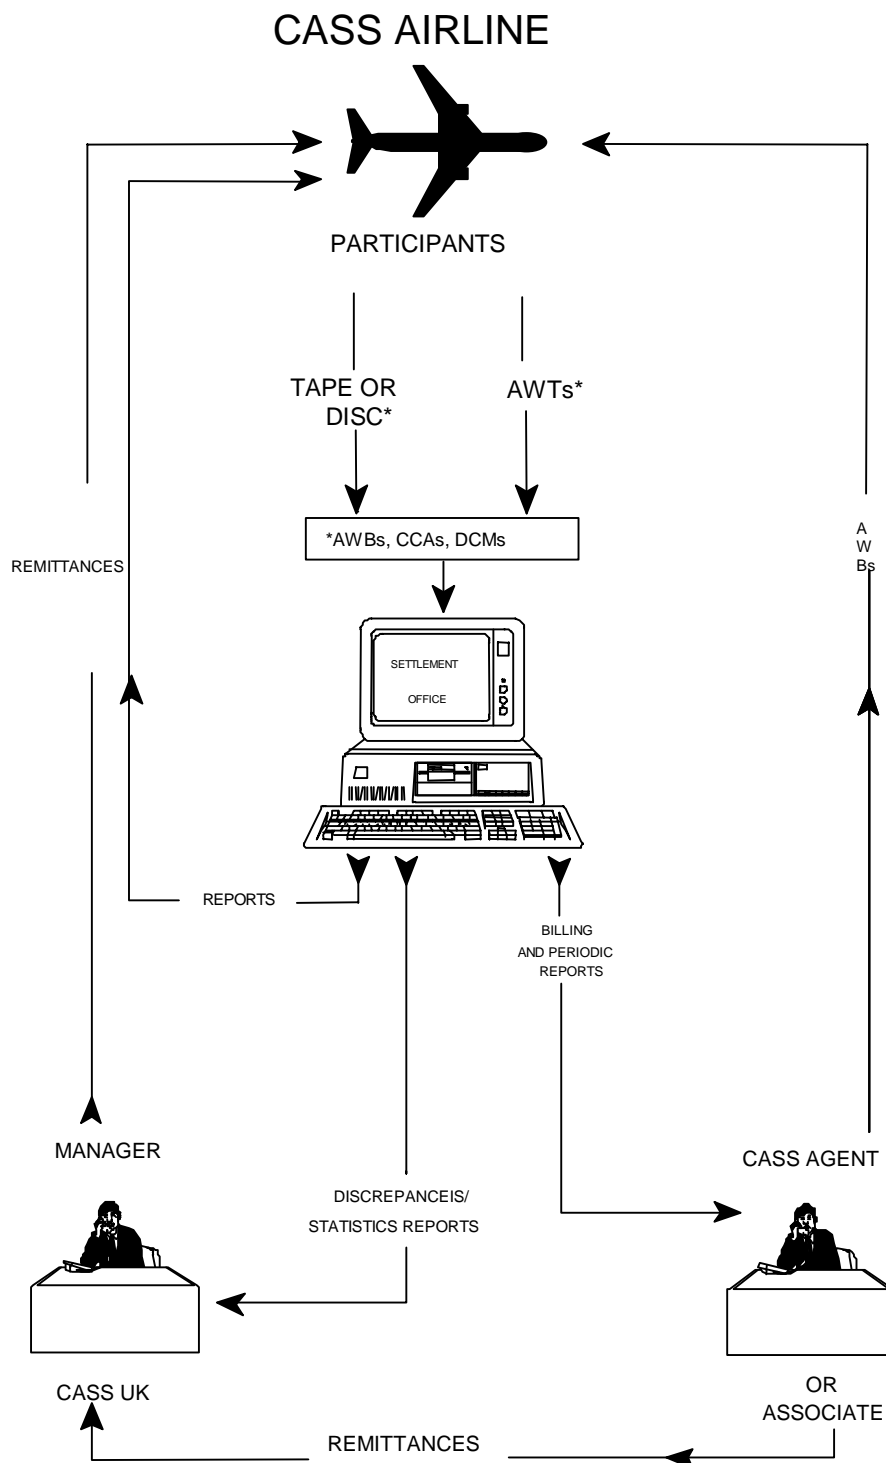 CASS AIRLINE
PARTICIPANTS
TAPE OR
DISC*
AWTs*
*AWBs, CCAs, DCMs
REMITTANCES
A
W
Bs
SETTLEMENT
OFFICE
REPORTS
BILLING
AND PERIODIC
REPORTS
MANAGER
CASS AGENT
DISCREPANCEIS/
STATISTICS REPORTS
CASS UK
OR
ASSOCIATE
REMITTANCES